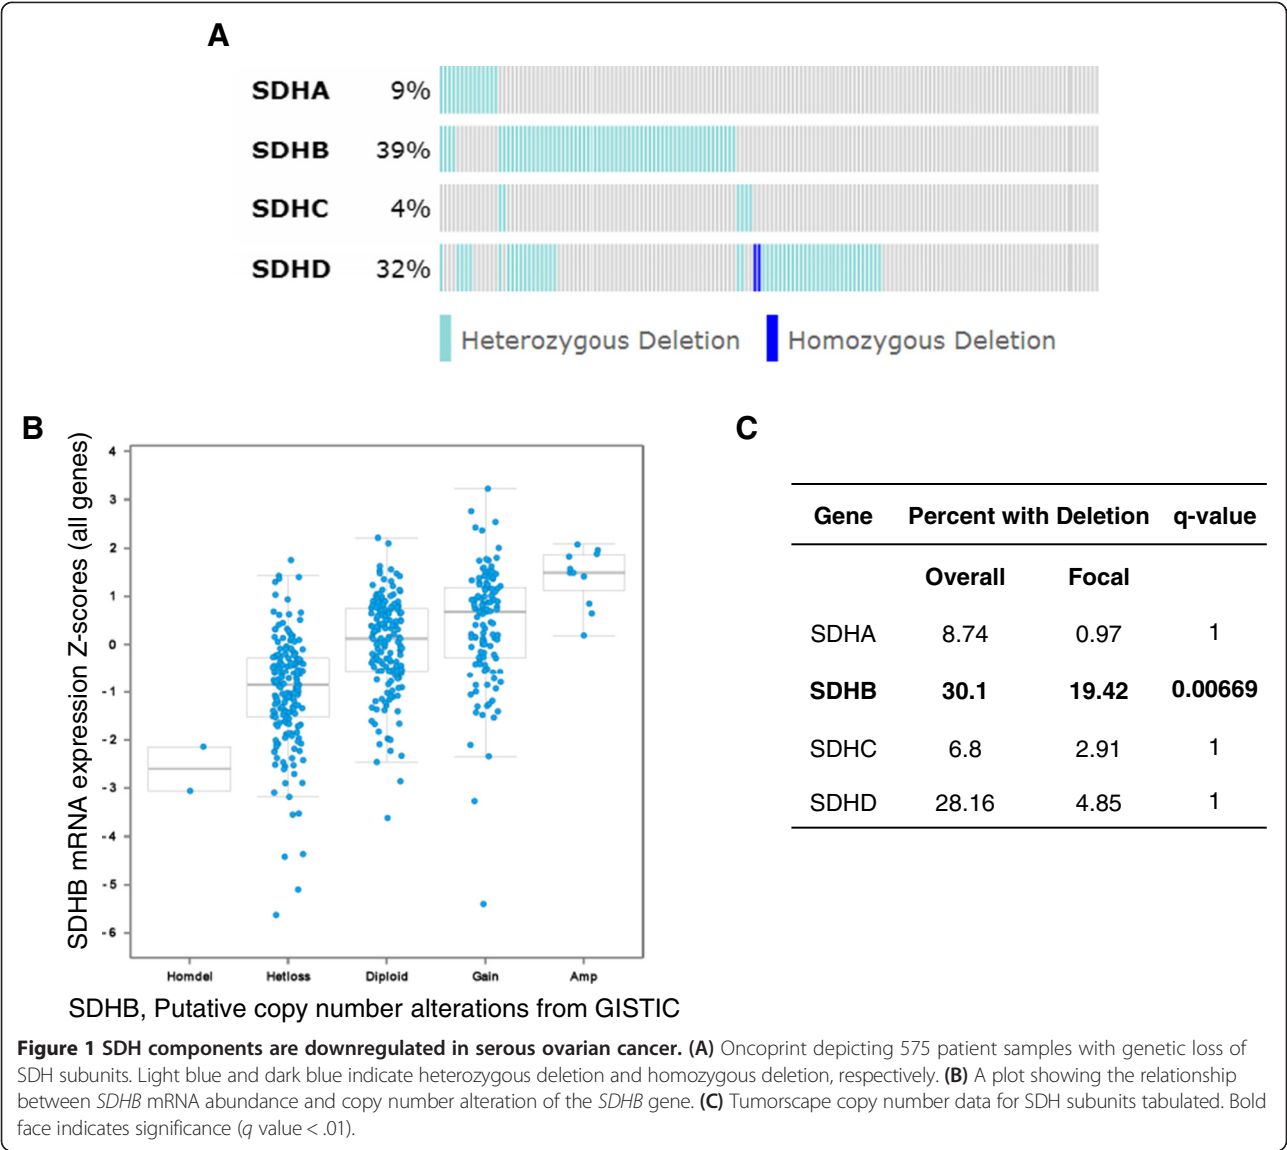 A
SDHA 9%
SDHB 39%
SDHC 4%
SDHD 32%
Heterozygous Deletion Homozygous Deletion
B
SDHB mRNA expression Z-scores (all genes)
4
3
2
1
0
-1
-2
-3
-4
-5
-6
Homdel Hetloss Diploid Gain Amp
SDHB, Putative copy number alterations from GISTIC
C
Gene Percent with Deletion q-value
Overall Focal
SDHA 8.74 0.97 1
SDHB 30.1 19.42 0.00669
SDHC 6.8 2.91 1
SDHD 28.16 4.85 1
Figure 1 SDH components are downregulated in serous ovarian cancer. (A) Oncoprint depicting 575 patient samples with genetic loss of
SDH subunits. Light blue and dark blue indicate heterozygous deletion and homozygous deletion, respectively. (B) A plot showing the relationship
between SDHB mRNA abundance and copy number alteration of the SDHB gene. (C) Tumorscape copy number data for SDH subunits tabulated. Bold
face indicates significance (q value < .01).